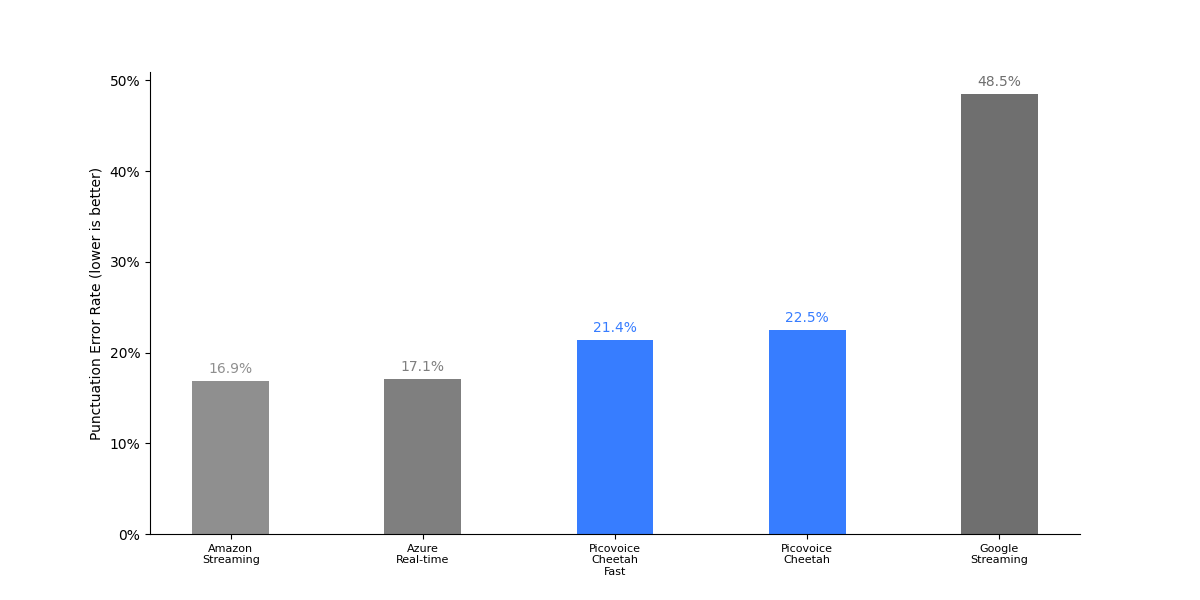 Punctuation Error Rate (lower is better)
50%
40%
30%
20%
10%
0%
16.9%
17.1%
21.4%
22.5%
48.5%
Amazon
Streaming
Azure
Real-time
Picovoice
Cheetah
Fast
Picovoice
Cheetah
Google
Streaming